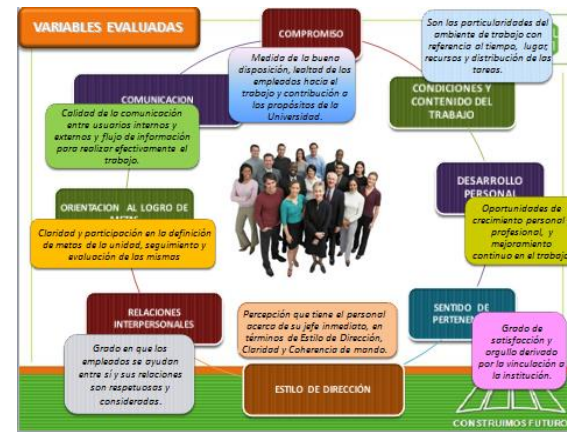 VARIABLES EVALUADAS
COMPROMISO
Medida de la buena
disposición, lealtad de los
empleados hacia el
trabajo y contribución a
los propósitos de la
Universidad.
Son las particularidades del
ambiente de trabajo con
referencia al tiempo, lugar,
recursos y distribución de las
tareas.
CONDICIONES Y
CONTENIDO DEL
TRABAJO
DESARROLLO
PERSONAL
Oportunidades de
crecimiento personal
profesional, y
mejoramiento
continuo en el trabajo
SENTIDO DE
Grado de
satisfacción y
orgullo derivado
por la vinculación a
la institución.
Percepción que tiene el personal
acerca de su jefe inmediato, en
términos de Estilo de Dirección,
Claridad y Coherencia de mando.
ESTILO DE DIRECCIÓN
RELACIONES
INTERPERSONALES
Grado en que los
empleados se ayudan
entre sí y sus relaciones
son respetuosas y
consideradas.
ORIENTACION AL LOGRO DE
Claridad y participación en la definición
de metas de la unidad, seguimiento y
evaluación de las mismas
COMUNICACION
Calidad de la comunicación
entre usuarios internos y
externos y flujo de información
para realizar efectivamente el
trabajo.
CONSTRUIMOS FUTURO